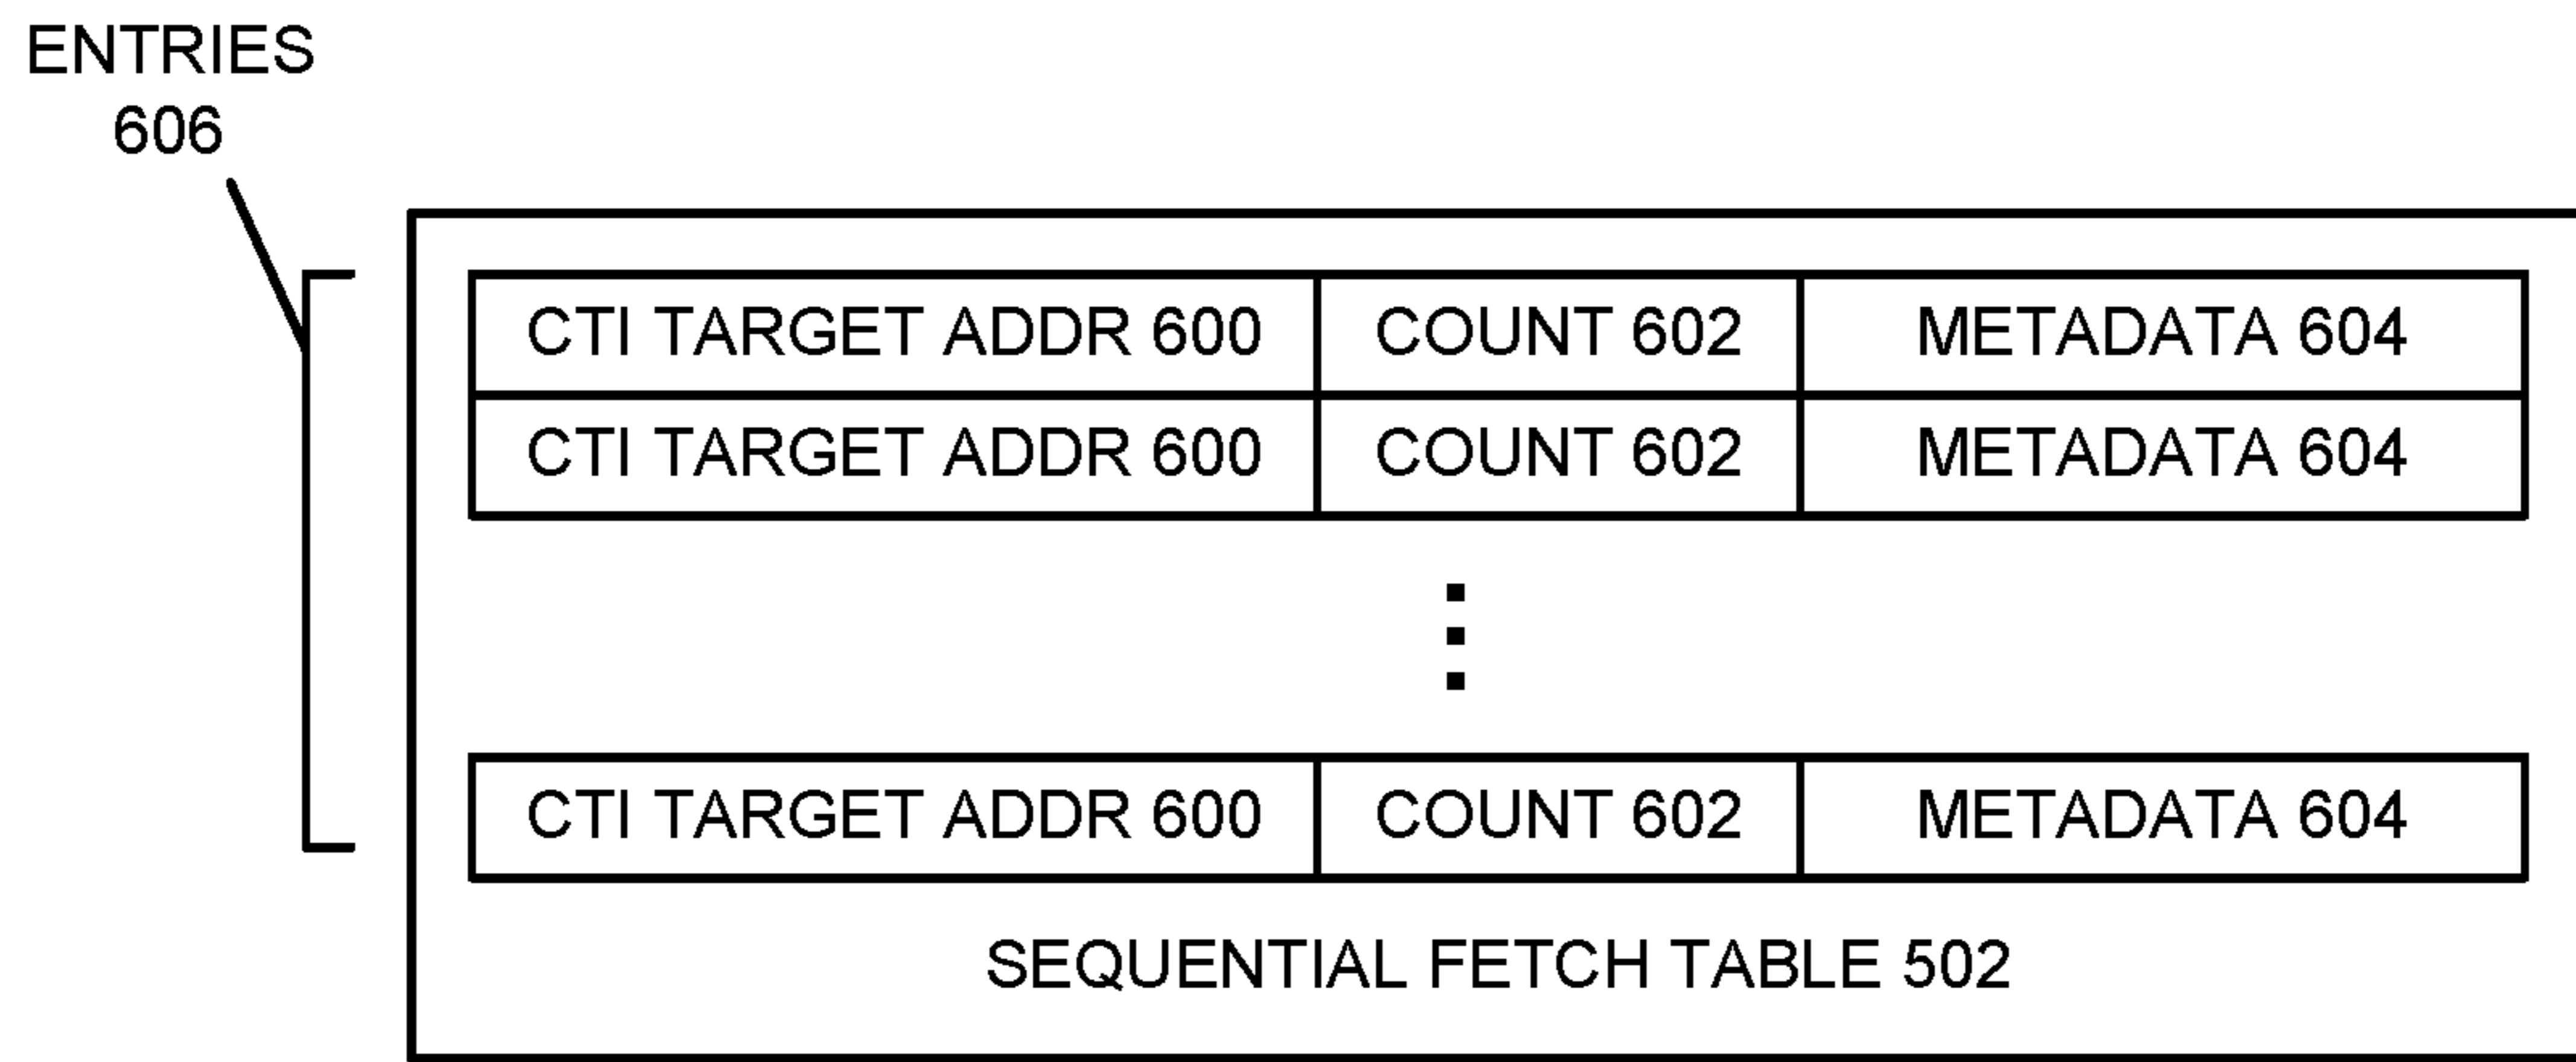 ENTRIES
606
CTI TARGET ADDR 600 COUNT 602 METADATA 604
CTI TARGET ADDR 600 COUNT 602 METADATA 604
CTI TARGET ADDR 600 COUNT 602 METADATA 604
SEQUENTIAL FETCH TABLE 502